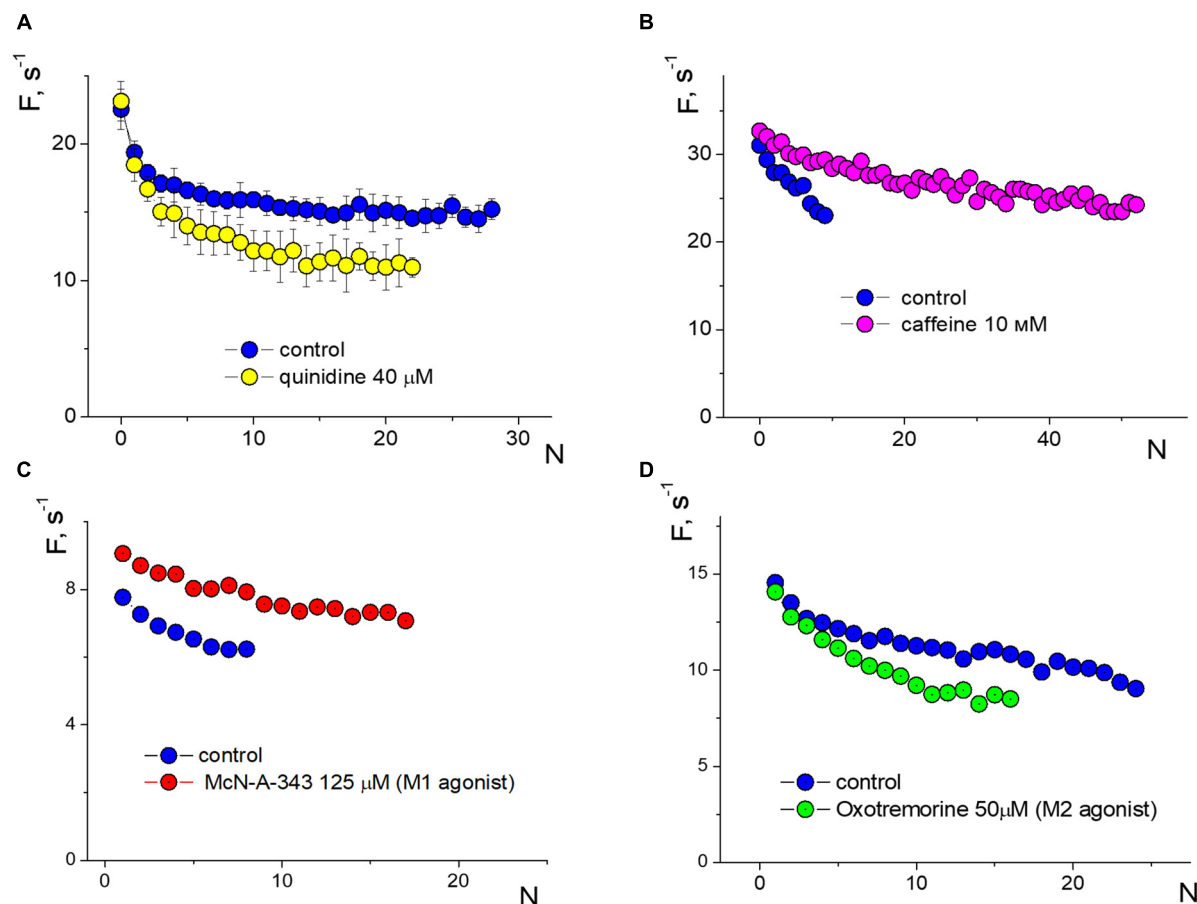 A
F, s-1
20
10
0
0
10
20
30
N
control
quinidine 40 μM
B
F, s-1
30
20
10
0
0
20
40
N
control
caffeine 10 мМ
C
F, s-1
8
4
0
0
10
20
N
control
McN-A-343 125 μM (M1 agonist)
D
F, s-1
15
10
5
0
0
10
20
N
control
Oxotremorine 50μM (M2 agonist)